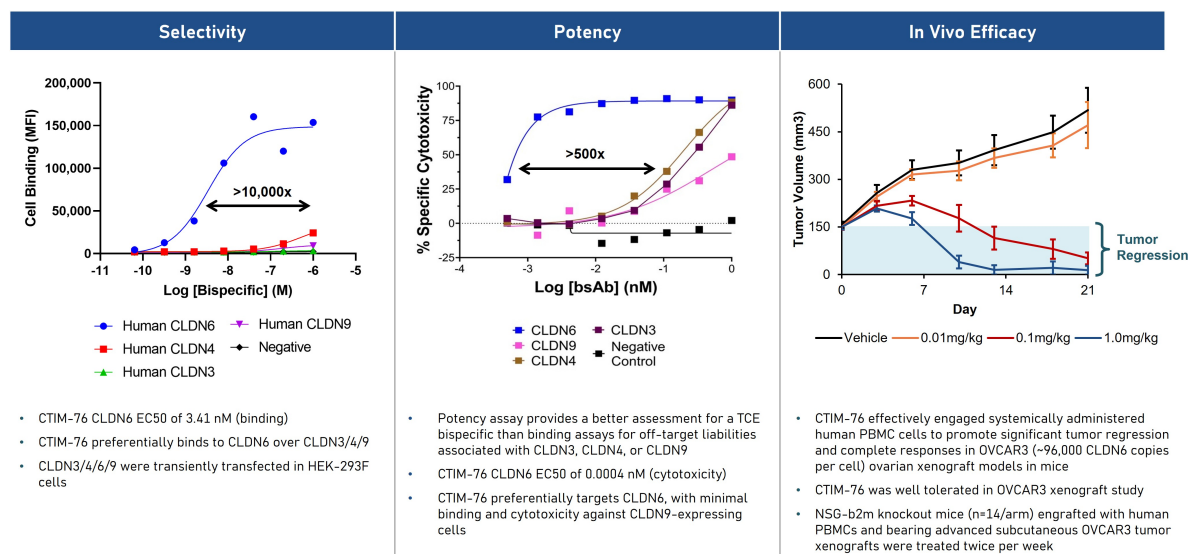 Selectivity
Potency
In Vivo Efficacy
Cell Binding (MFI)
200,000
150,000
100,000
50,000
0
>10,000x
-11
-10
-9
-8
-7
-6
-5
Log [Bispecific] (M)
Human CLDN6
Human CLDN9
Human CLDN4
Negative
Human CLDN3
% Specific Cytotoxicity
100
75
50
25
0
-25
>500x
-4
-3
-2
-1
0
Log [bsAb] (nM)
CLDN6
CLDN3
CLDN9
Negative
Control
CLDN4
Tumor Volume (mm3)
600
450
300
150
0
0
7
14
21
Day
Tumor
Regression
Vehicle
0.01mg/kg
0.1mg/kg
1.0mg/kg
• CTIM-76 CLDN6 EC50 of 3.41 nM (binding)
• CTIM-76 preferentially binds to CLDN6 over CLDN3/4/9
• CLDN3/4/6/9 were transiently transfected in HEK-293F
cells
• Potency assay provides a better assessment for a TCE
bispecific than binding assays for off-target liabilities
associated with CLDN3, CLDN4, or CLDN9
• CTIM-76 CLDN6 EC50 of 0.0004 nM (cytotoxicity)
• CTIM-76 preferentially targets CLDN6, with minimal
binding and cytotoxicity against CLDN9-expressing
cells
• CTIM-76 effectively engaged systemically administered
human PBMC cells to promote significant tumor regression
and complete responses in OVCAR3 (~96,000 CLDN6 copies
per cell) ovarian xenograft models in mice
• CTIM-76 was well tolerated in OVCAR3 xenograft study
• NSG-b2m knockout mice (n=14/arm) engrafted with human
PBMCs and bearing advanced subcutaneous OVCAR3 tumor
xenografts were treated twice per week